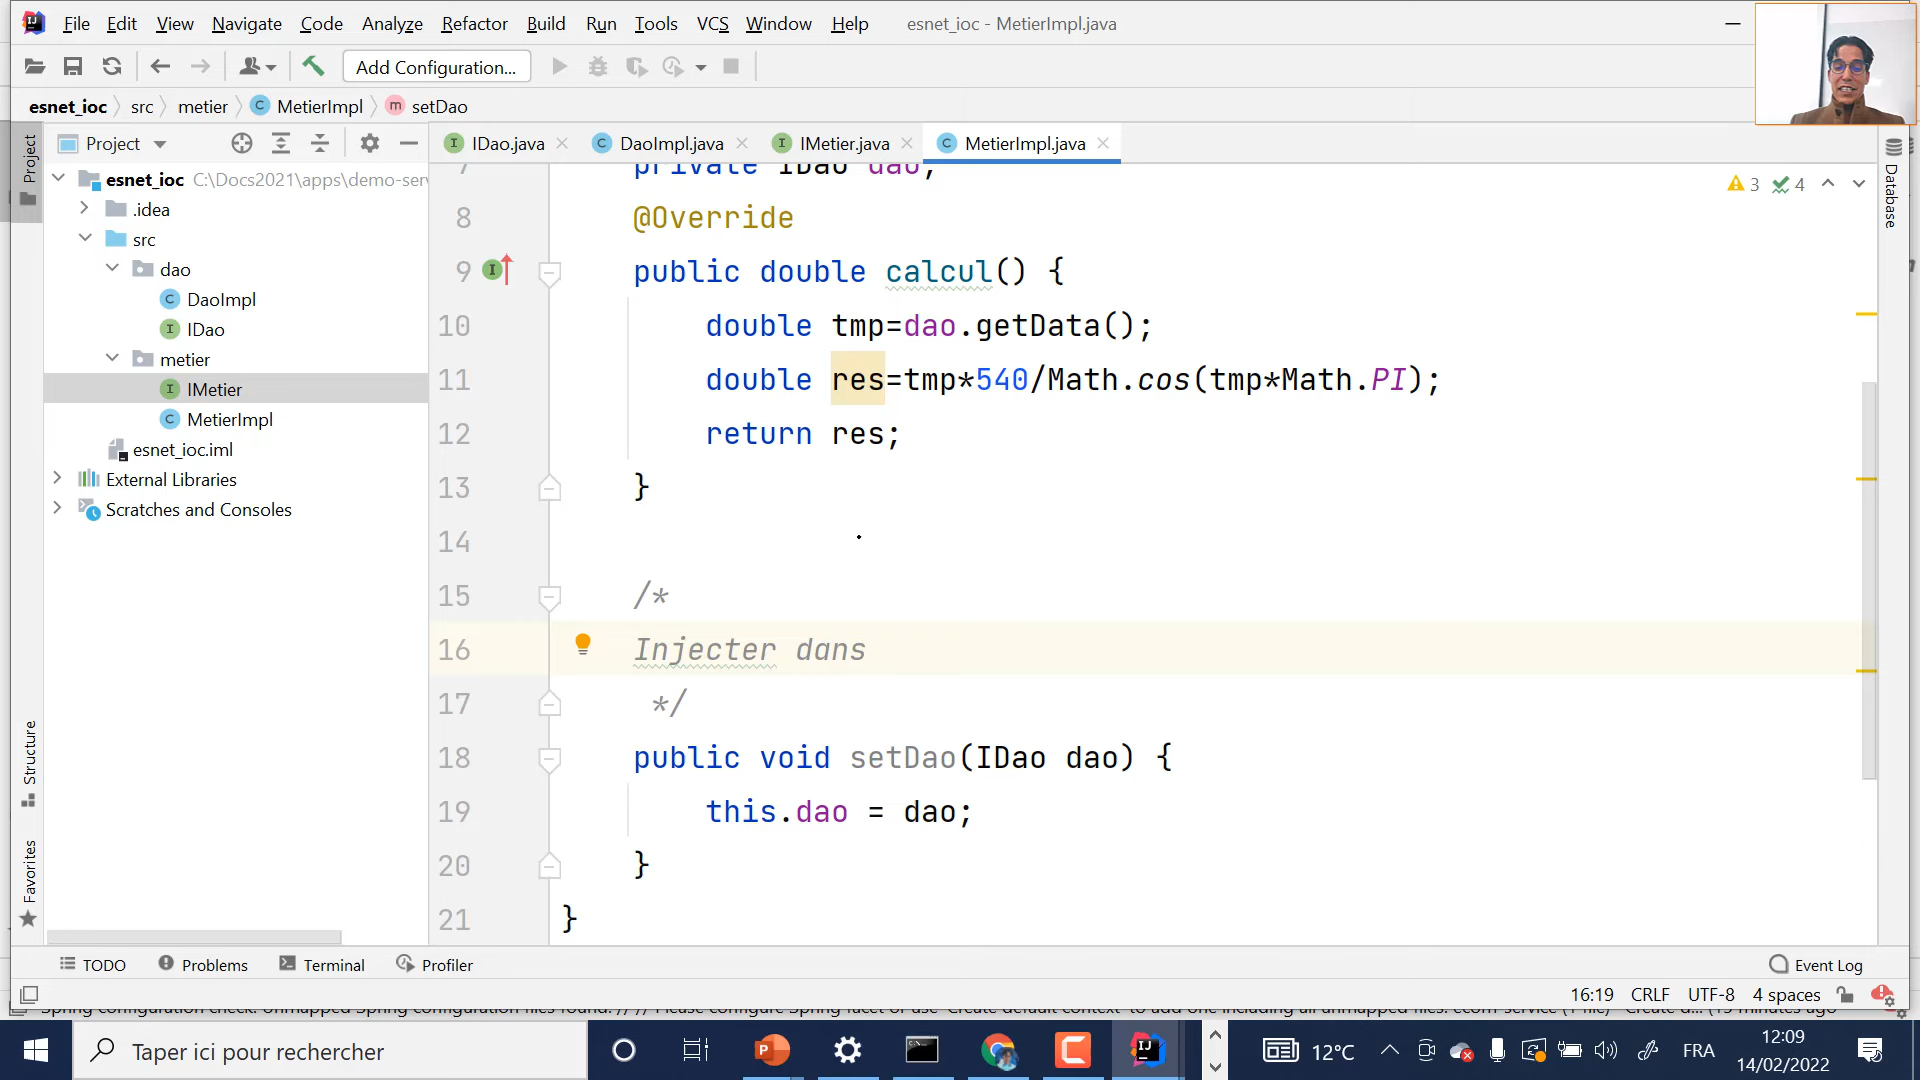 File Edit View Navigate Code Analyze Refactor Build Run Tools VCS Window Help esnet_ioc - MetierImpl.java
Add Configuration...
esnet_ioc src metier MetierImpl setDao
Project IDao.java DaoImpl.java IMetier.java MetierImpl.java
Project
esnet_ioc C:\Docs2021\apps\demo-ser
.idea
src
dao
DaoImpl
IDao
metier
IMetier
MetierImpl
esnet_ioc.iml
External Libraries
Scratches and Consoles
Structure
Favorites
Database
3 4
7 private IDao dao;
8 @Override
9 public double calcul() {
10 double tmp=dao.getData();
11 double res=tmp*540/Math.cos(tmp*Math.PI);
12 return res;
13 }
14
15 /*
16 Injecter dans
17 */
18 public void setDao(IDao dao) {
19 this.dao = dao;
20 }
21 }
TODO Problems Terminal Profiler Event Log
16:19 CRLF UTF-8 4 spaces
Taper ici pour rechercher
12°C FRA 12:09
14/02/2022